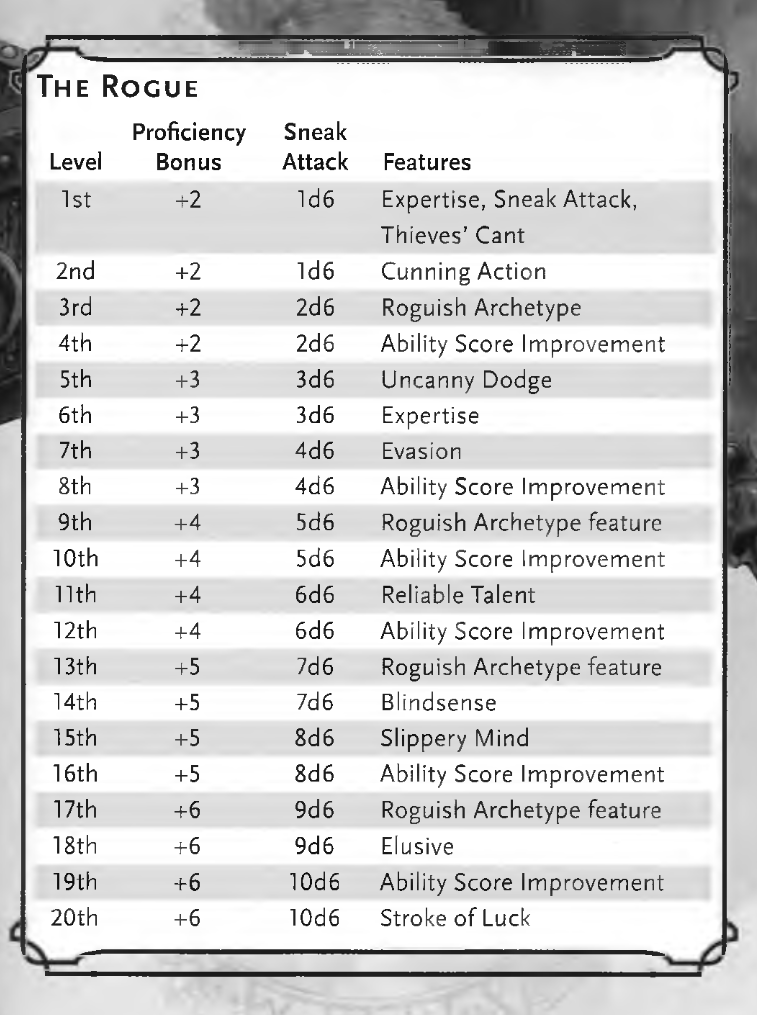 THE ROGUE
Proficiency Sneak
Level Bonus Attack Features
1st +2 1d6 Expertise, Sneak Attack,
Thieves' Cant
2nd +2 1d6 Cunning Action
3rd +2 2d6 Roguish Archetype
4th +2 2d6 Ability Score Improvement
5th +3 3d6 Uncanny Dodge
6th +3 3d6 Expertise
7th +3 4d6 Evasion
8th +3 4d6 Ability Score Improvement
9th +4 5d6 Roguish Archetype feature
10th +4 5d6 Ability Score Improvement
11th +4 6d6 Reliable Talent
12th +4 6d6 Ability Score Improvement
13th +5 7d6 Roguish Archetype feature
14th +5 7d6 Blindsense
15th +5 8d6 Slippery Mind
16th +5 8d6 Ability Score Improvement
17th +6 9d6 Roguish Archetype feature
18th +6 9d6 Elusive
19th +6 10d6 Ability Score Improvement
20th +6 10d6 Stroke of Luck